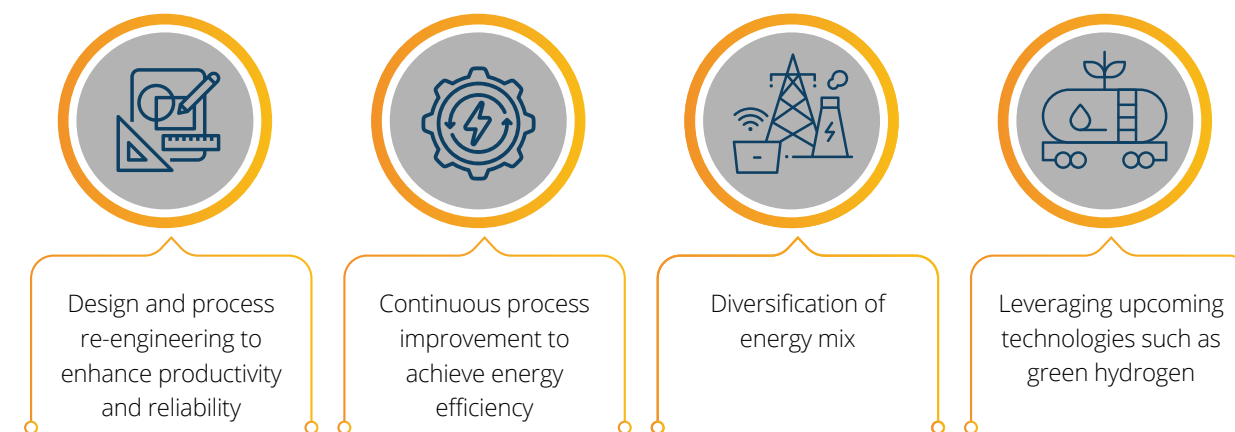 Design and process
re-engineering to
enhance productivity
and reliability
Continuous process
improvement to
achieve energy
efficiency
Diversification of
energy mix
Leveraging upcoming
technologies such as
green hydrogen